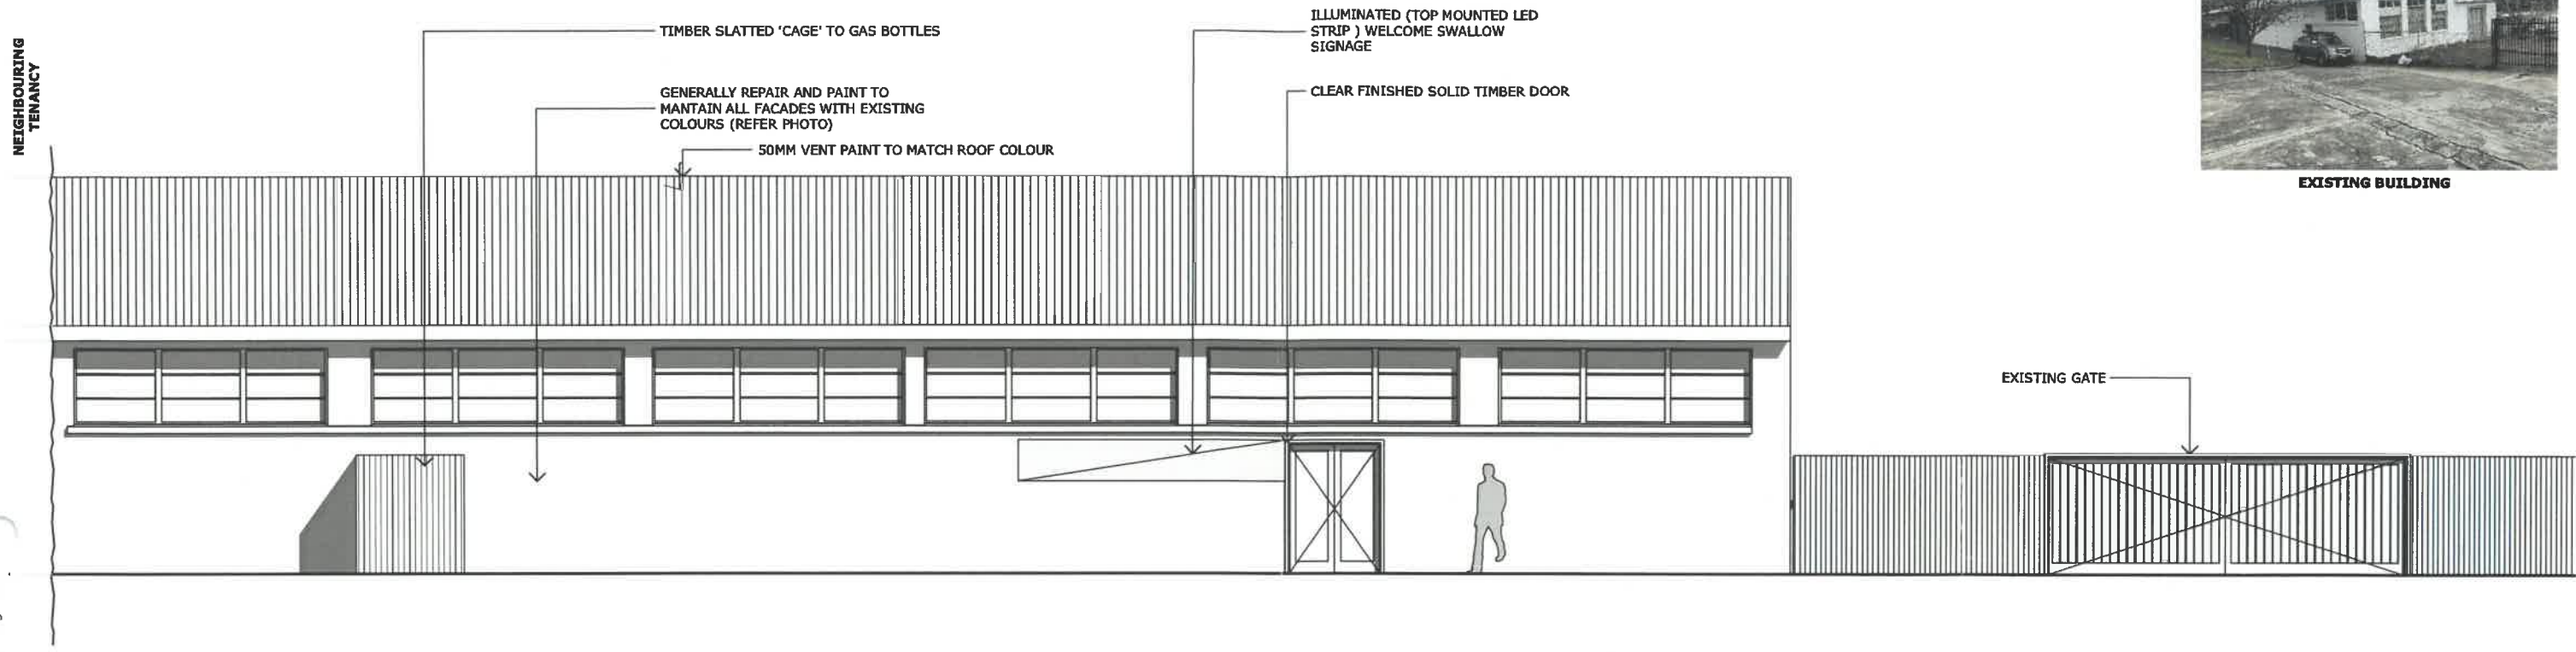 NEIGHBOURING
TENANCY
TIMBER SLATTED 'CAGE' TO GAS BOTTLES
GENERALLY REPAIR AND PAINT TO
MANTAIN ALL FACADES WITH EXISTING
COLOURS (REFER PHOTO)
50MM VENT PAINT TO MATCH ROOF COLOUR
ILLUMINATED (TOP MOUNTED LED
STRIP ) WELCOME SWALLOW
SIGNAGE
CLEAR FINISHED SOLID TIMBER DOOR
EXISTING BUILDING
EXISTING GATE